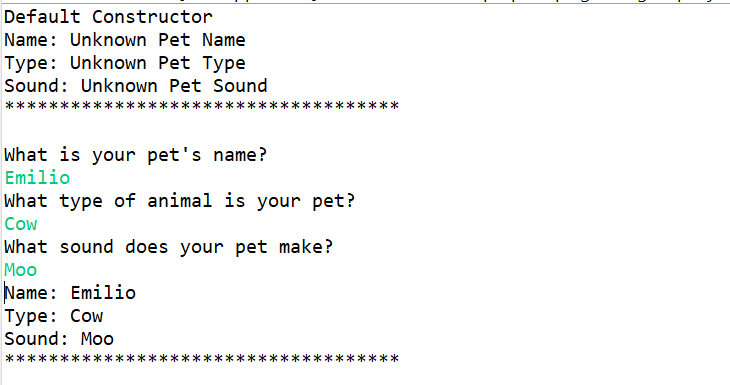 Default Constructor
Name: Unknown Pet Name
Type: Unknown Pet Type
Sound: Unknown Pet Sound
************************************
What is your pet's name?
Emilio
What type of animal is your pet?
Cow
What sound does your pet make?
Moo
Name: Emilio
Type: Cow
Sound: Moo
************************************